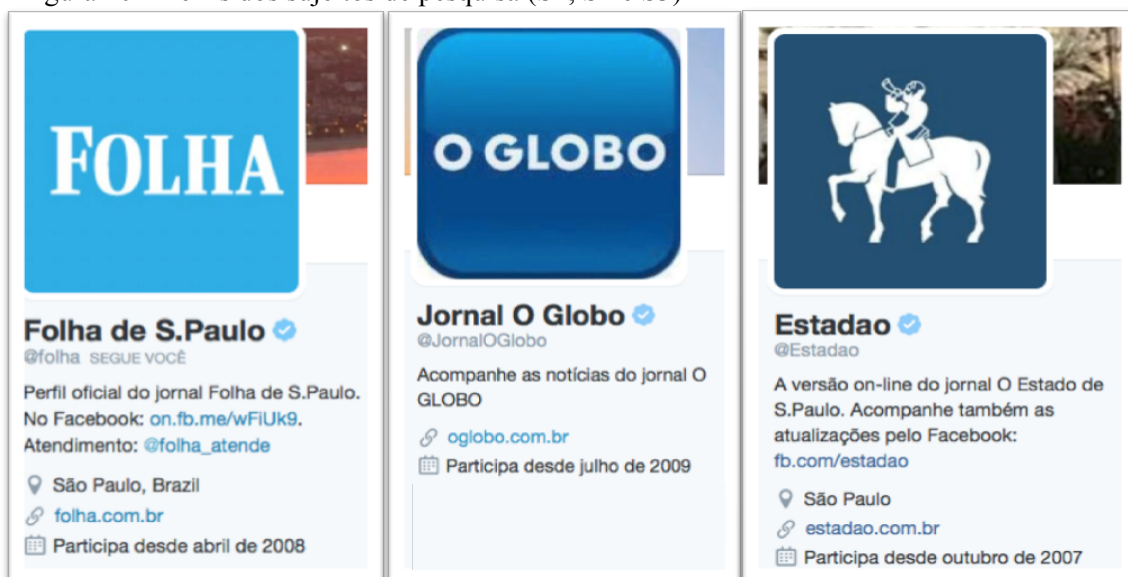 FOLHA
Folha de S.Paulo
@folha SEGUE VOCÊ
Perfil oficial do jornal Folha de S.Paulo.
No Facebook: on.fb.me/wFiUk9.
Atendimento: @folha_atende
São Paulo, Brazil
folha.com.br
Participa desde abril de 2008
O GLOBO
Jornal O Globo
@JornalOGlobo
Acompanhe as notícias do jornal O
GLOBO
oglobo.com.br
Participa desde julho de 2009
Estadao
@Estadao
A versão on-line do jornal O Estado de
S.Paulo. Acompanhe também as
atualizações pelo Facebook:
fb.com/estadao
São Paulo
estadao.com.br
Participa desde outubro de 2007